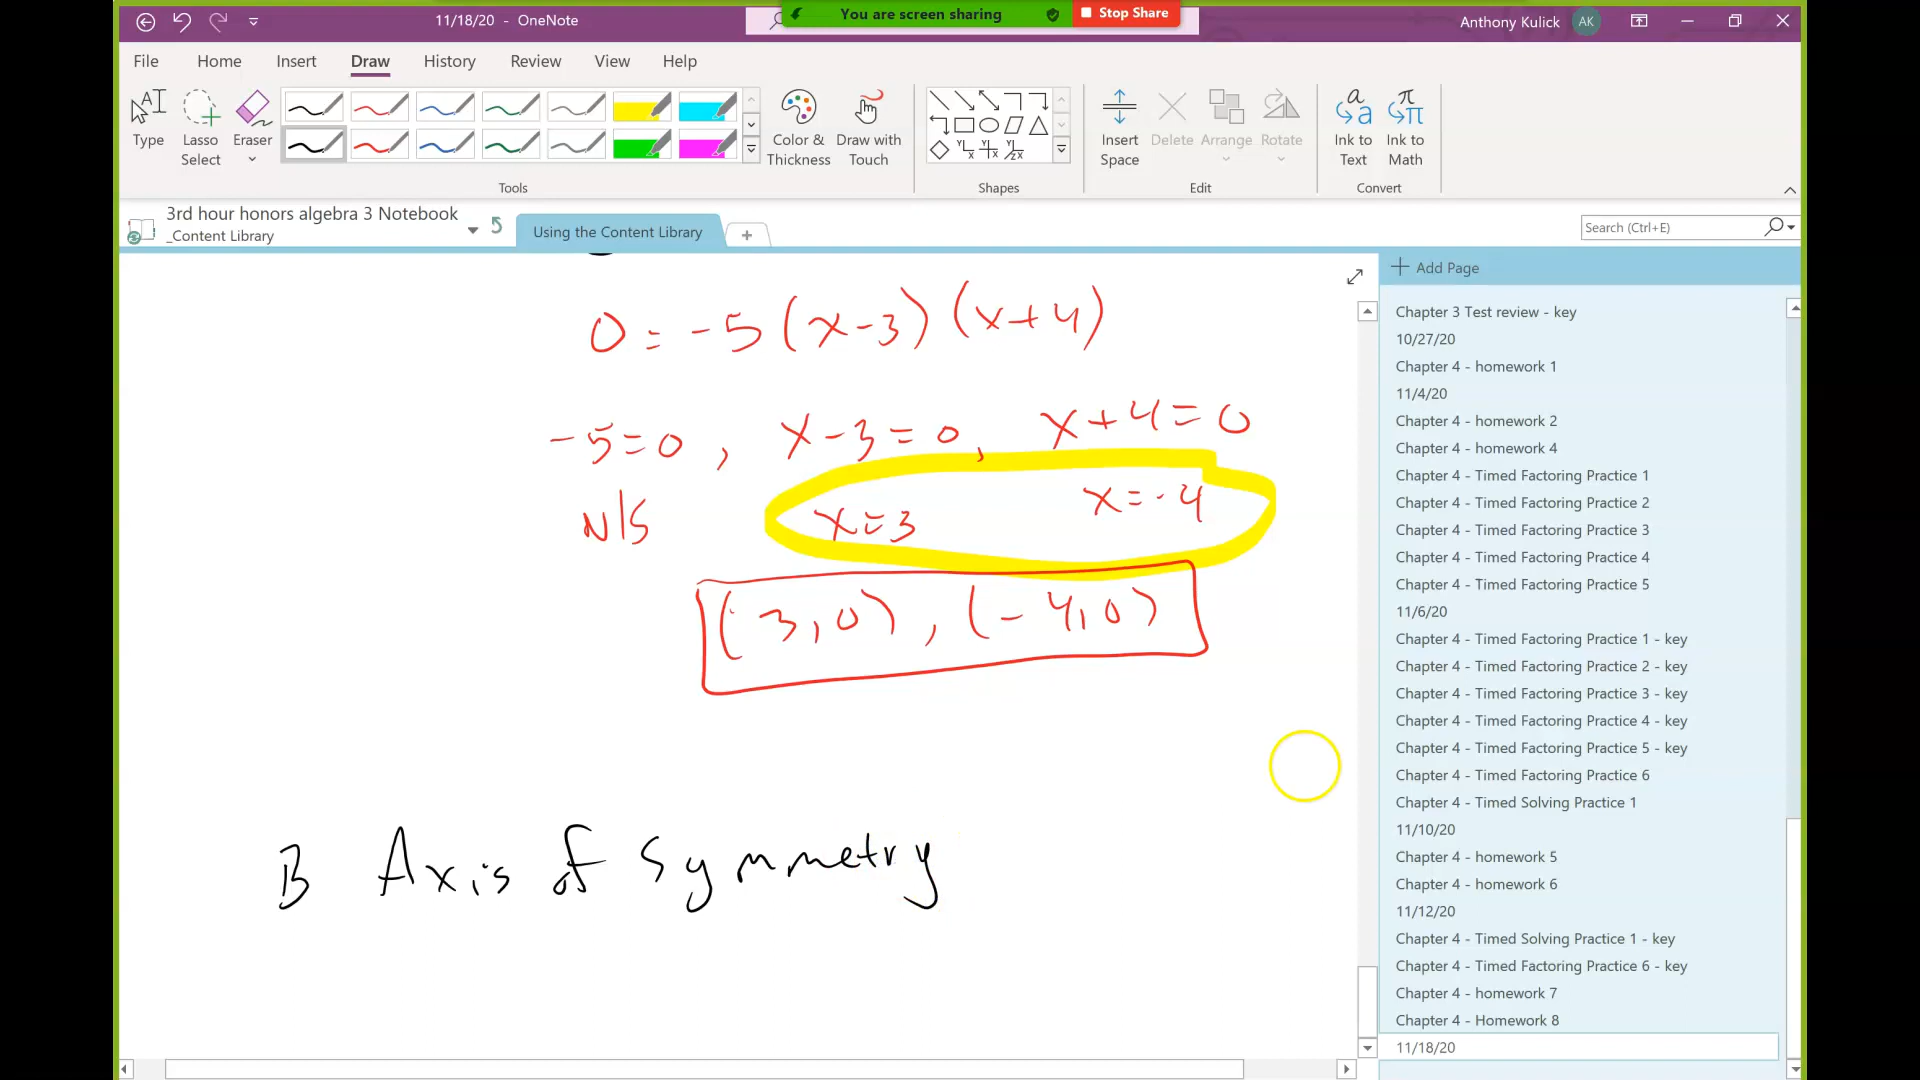 11/18/20 - OneNote
You are screen sharing
Stop Share
Anthony Kulick
AK
File Home Insert Draw History Review View Help
Type
Lasso Select
Eraser
Color & Thickness
Draw with Touch
Insert Space
Delete
Arrange
Rotate
Ink to Text
Ink to Math
Tools
Shapes
Edit
Convert
3rd hour honors algebra 3 Notebook
_Content Library
Using the Content Library
Search (Ctrl+E)
0 = -5(x-3)(x+4)
-5=0, x-3=0, x+4=0
N/S x=3 x=-4
(3,0), (-4,0)
B Axis of Symmetry
Add Page
Chapter 3 Test review - key
10/27/20
Chapter 4 - homework 1
11/4/20
Chapter 4 - homework 2
Chapter 4 - homework 4
Chapter 4 - Timed Factoring Practice 1
Chapter 4 - Timed Factoring Practice 2
Chapter 4 - Timed Factoring Practice 3
Chapter 4 - Timed Factoring Practice 4
Chapter 4 - Timed Factoring Practice 5
11/6/20
Chapter 4 - Timed Factoring Practice 1 - key
Chapter 4 - Timed Factoring Practice 2 - key
Chapter 4 - Timed Factoring Practice 3 - key
Chapter 4 - Timed Factoring Practice 4 - key
Chapter 4 - Timed Factoring Practice 5 - key
Chapter 4 - Timed Factoring Practice 6
Chapter 4 - Timed Solving Practice 1
11/10/20
Chapter 4 - homework 5
Chapter 4 - homework 6
11/12/20
Chapter 4 - Timed Solving Practice 1 - key
Chapter 4 - Timed Factoring Practice 6 - key
Chapter 4 - homework 7
Chapter 4 - Homework 8
11/18/20